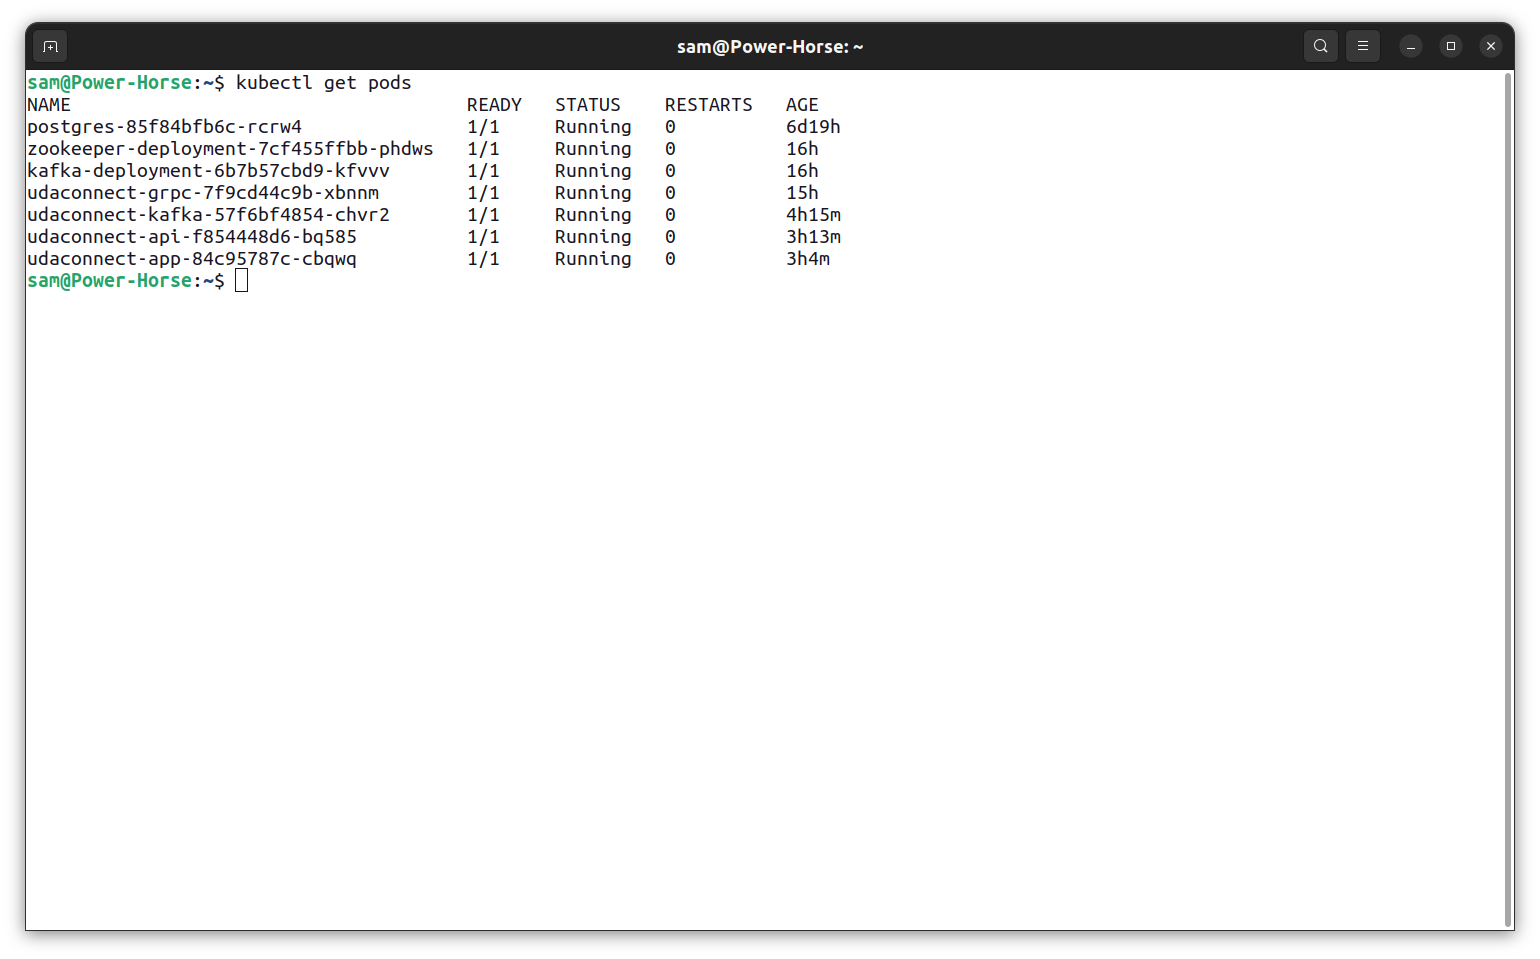 sam@Power-Horse: ~
sam@Power-Horse:~$ kubectl get pods
NAME                                    READY   STATUS    RESTARTS   AGE
postgres-85f84bfb6c-rcrw4               1/1     Running   0          6d19h
zookeeper-deployment-7cf455ffbb-phdws   1/1     Running   0          16h
kafka-deployment-6b7b57cbd9-kfvvv       1/1     Running   0          16h
udaconnect-grpc-7f9cd44c9b-xbnnm        1/1     Running   0          15h
udaconnect-kafka-57f6bf4854-chvr2       1/1     Running   0          4h15m
udaconnect-api-f854448d6-bq585          1/1     Running   0          3h13m
udaconnect-app-84c95787c-cbqwq          1/1     Running   0          3h4m
sam@Power-Horse:~$